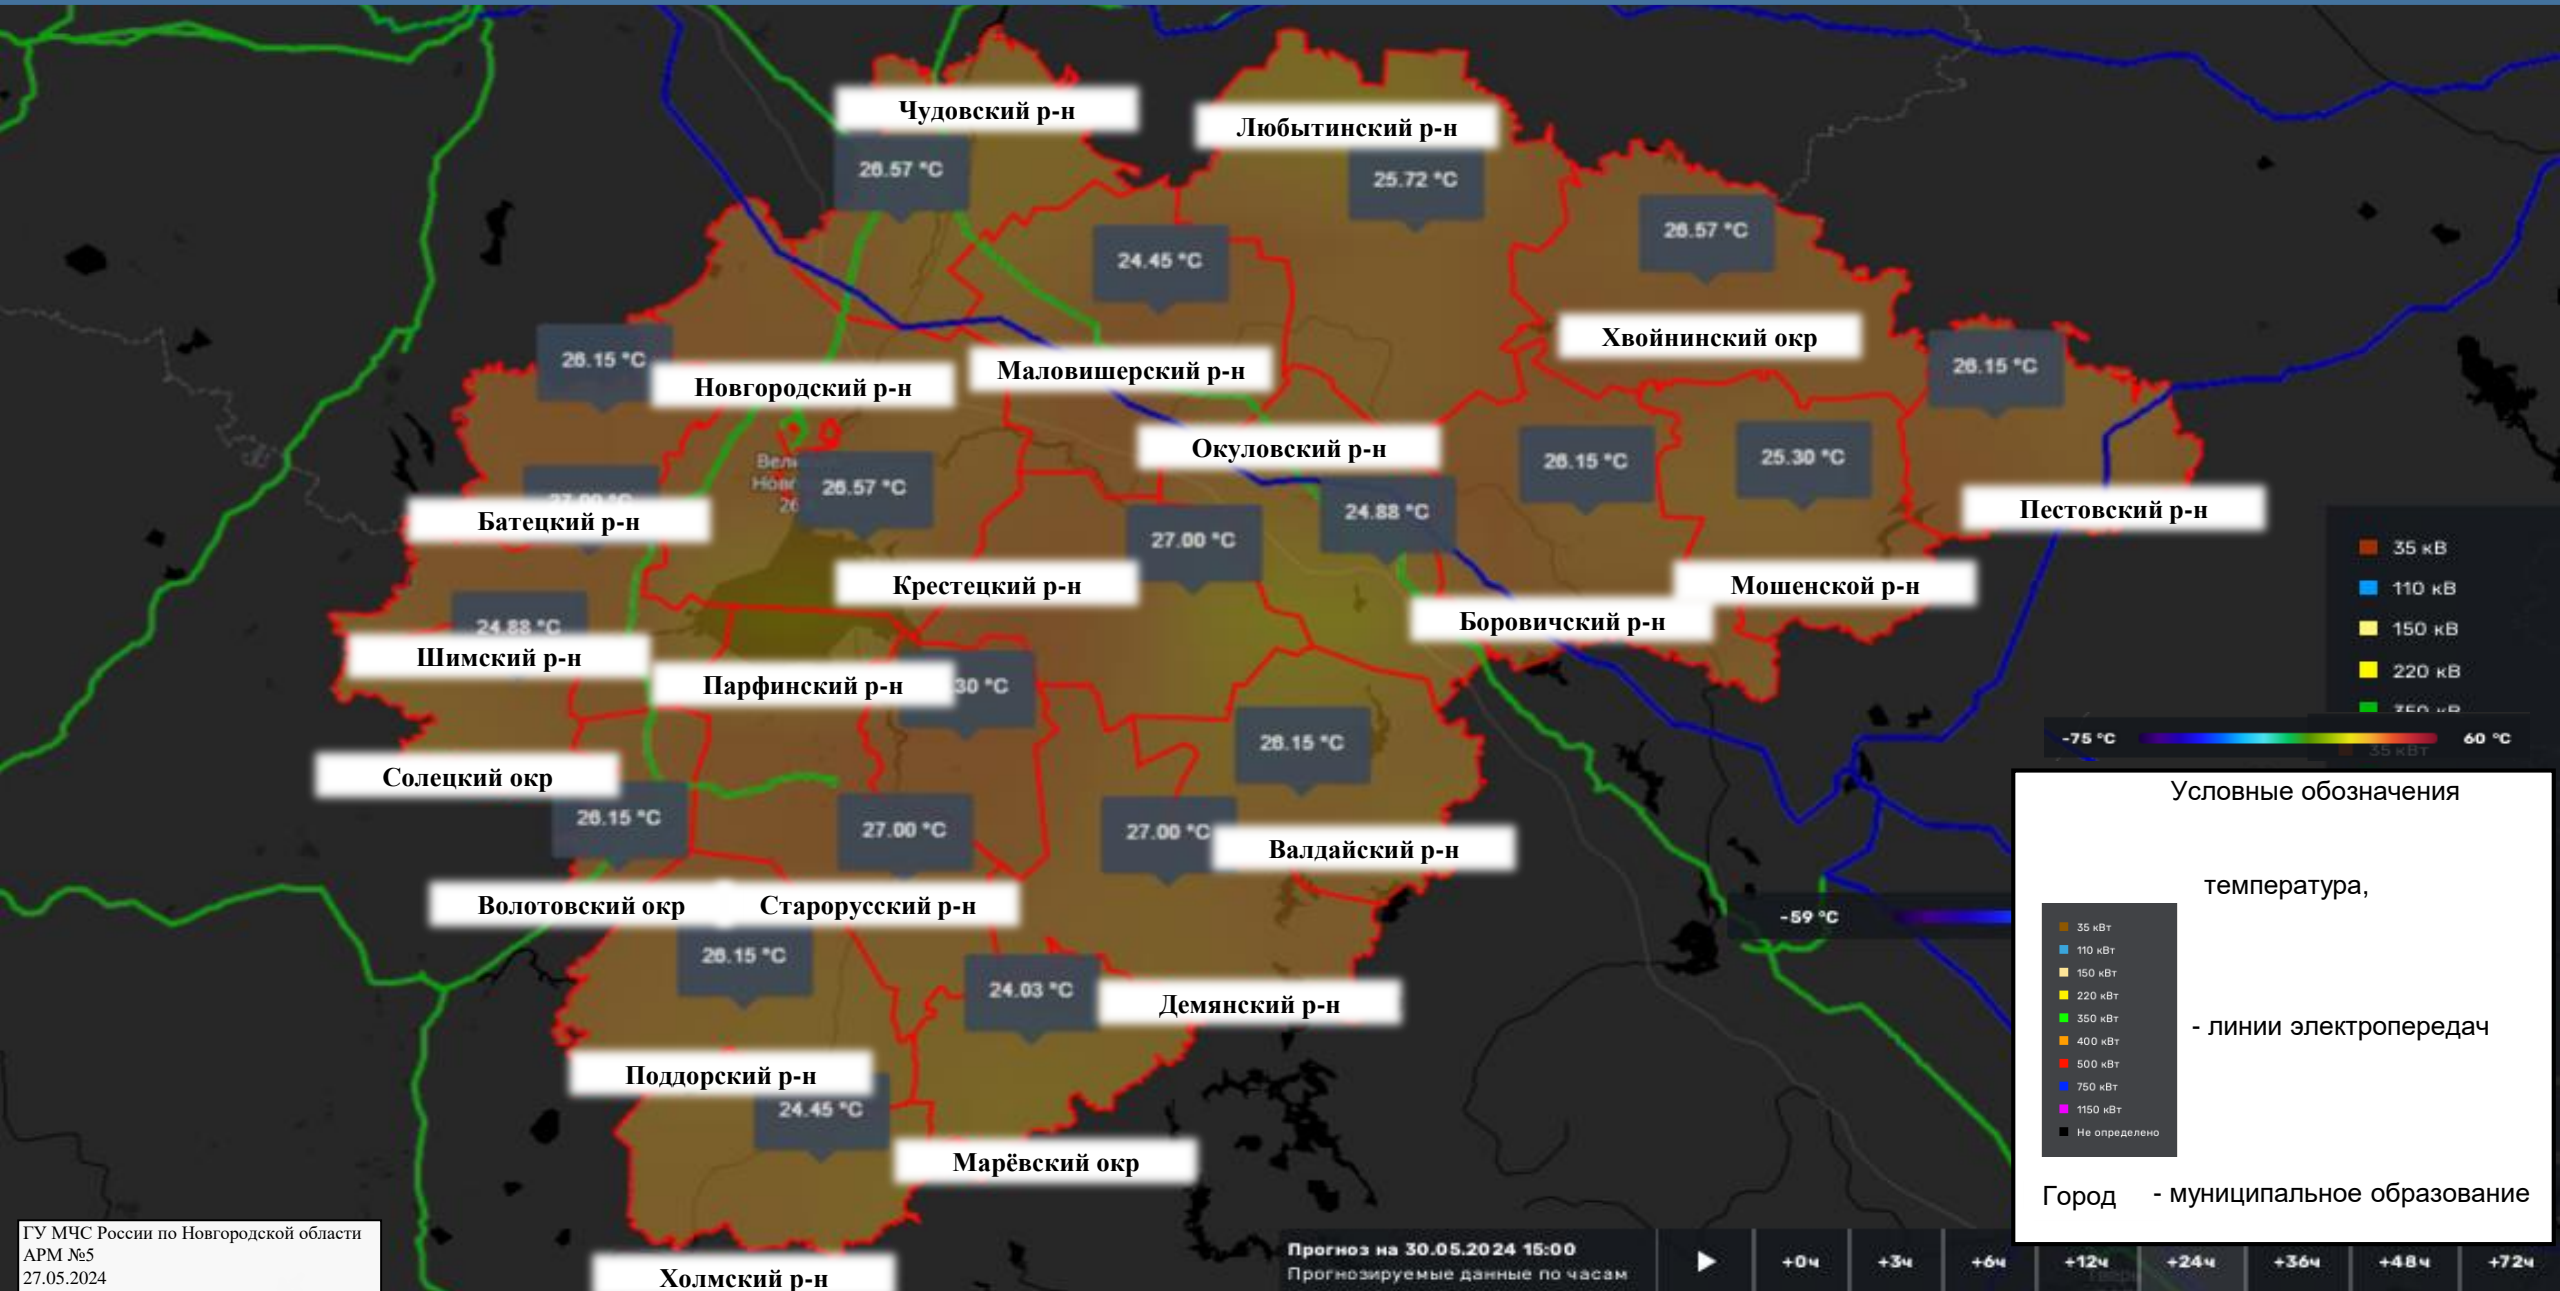 Чудовский р-н
Любытинский р-н
26.57 °C
25.72 °C
26.57 °C
24.45 °C
Хвойнинский окр
26.15 °C
Новгородский р-н
Маловишерский р-н
26.15 °C
Окуловский р-н
26.57 °C
26.15 °C
25.30 °C
Батецкий р-н
24.88 °C
Пестовский р-н
27.00 °C
35 кВ
110 кВ
150 кВ
220 кВ
Крестецкий р-н
Мошенской р-н
Боровичский р-н
24.88 °C
Шимский р-н
Парфинский р-н
30 °C
26.15 °C
-75 °C
60 °C
35 кВт
Солецкий окр
26.15 °C
27.00 °C
27.00 °C
Валдайский р-н
Волотовский окр
Старорусский р-н
-59 °C
26.15 °C
24.03 °C
Демянский р-н
Поддорский р-н
24.45 °C
Марёвский окр
Холмский р-н
Условные обозначения
температура,
35 кВт
110 кВт
150 кВт
220 кВт
350 кВт
400 кВт
500 кВт
750 кВт
1150 кВт
Не определено
- линии электропередач
Город - муниципальное образование
ГУ МЧС России по Новгородской области
АРМ №5
27.05.2024
Прогноз на 30.05.2024 15:00
Прогнозируемые данные по часам
+0ч +3ч +6ч +12ч +24ч +36ч +48ч +72ч